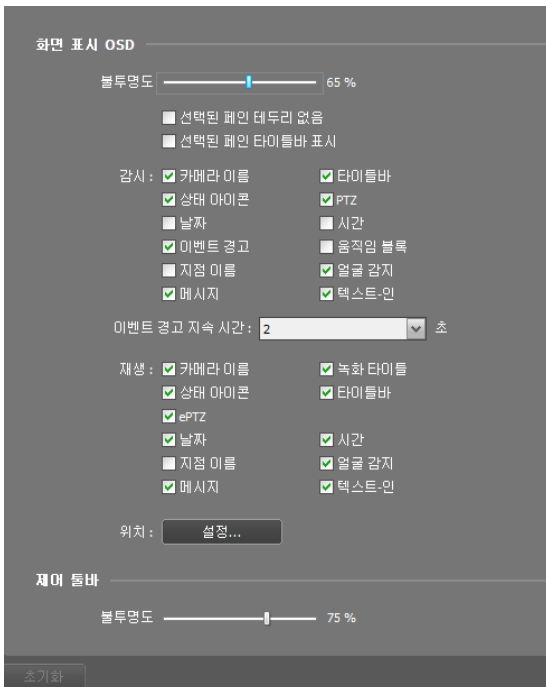 화면 표시 OSD
불투명도 65 %
선택된 페인 테두리 없음
선택된 페인 타이틀바 표시
감시 : 카메라 이름 타이틀바
상태 아이콘 PTZ
날짜 시간
이벤트 경고 움직임 블록
지점 이름 얼굴 감지
메시지 텍스트-인
이벤트 경고 지속 시간 : 2 초
재생 : 카메라 이름 녹화 타이틀
상태 아이콘 타이틀바
ePTZ
날짜 시간
지점 이름 얼굴 감지
메시지 텍스트-인
위치 : 설정...
제어 툴바
불투명도 75 %
초기화